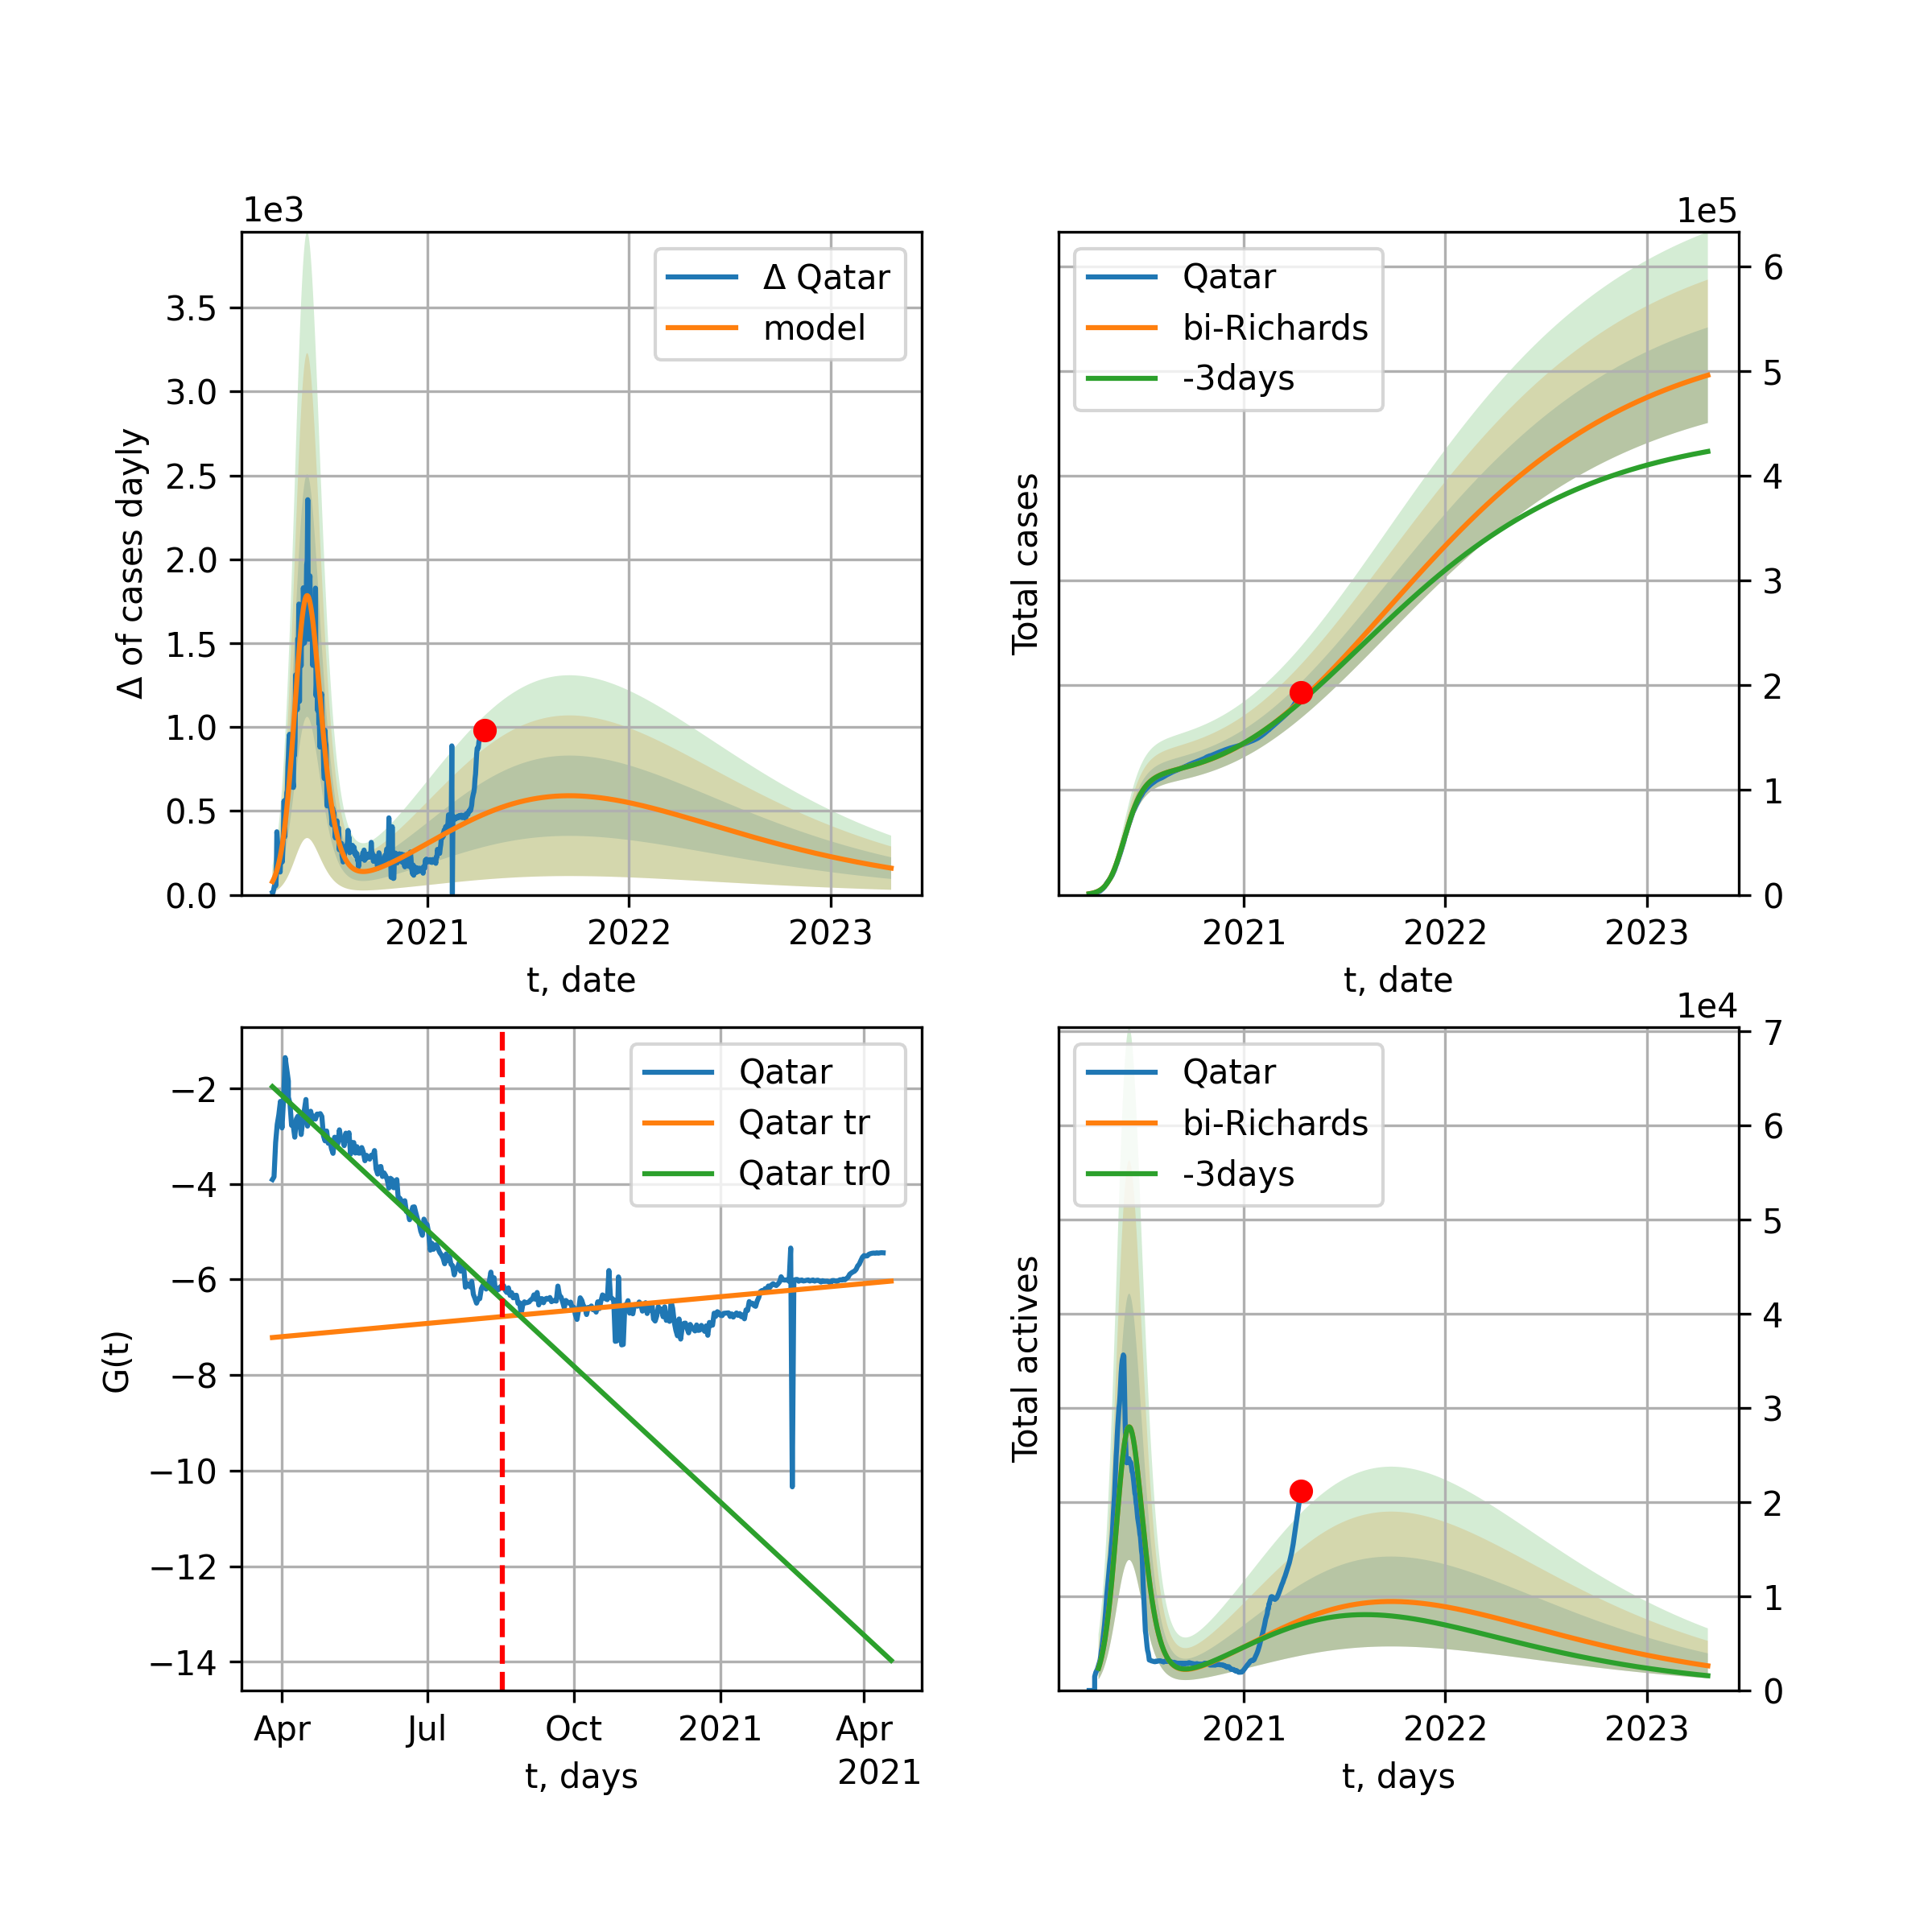 1e3
Δ of cases dayly
3.5
3.0
2.5
2.0
1.5
1.0
0.5
0.0
2021 2022 2023
t, date
Δ Qatar
model
1e5
Total cases
6
5
4
3
2
1
0
2021 2022 2023
t, date
Qatar
bi-Richards
-3days
G(t)
−2
−4
−6
−8
−10
−12
−14
Apr Jul Oct 2021 Apr
2021
t, days
Qatar
Qatar tr
Qatar tr0
1e4
Total actives
7
6
5
4
3
2
1
0
2021 2022 2023
t, days
Qatar
bi-Richards
-3days